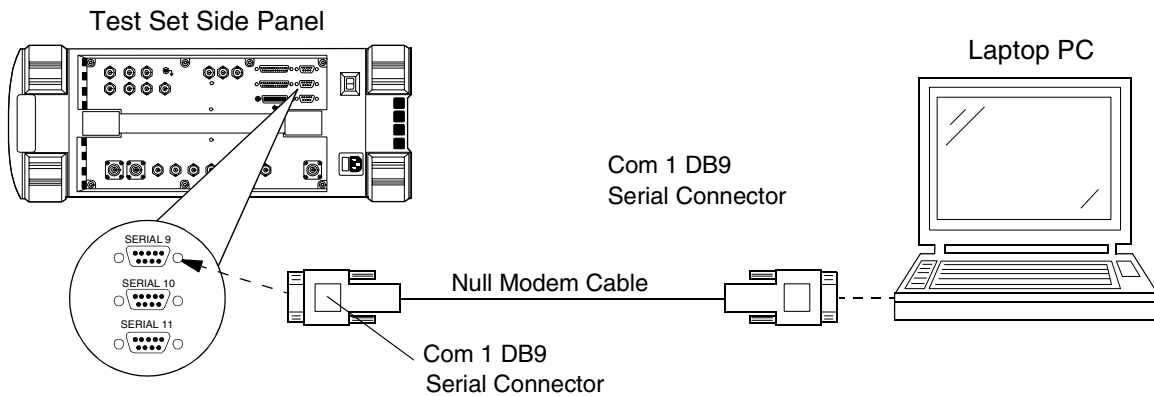 Test Set Side Panel
Laptop PC
Com 1 DB9
Serial Connector
SERIAL 9
SERIAL 10
SERIAL 11
Null Modem Cable
Com 1 DB9
Serial Connector